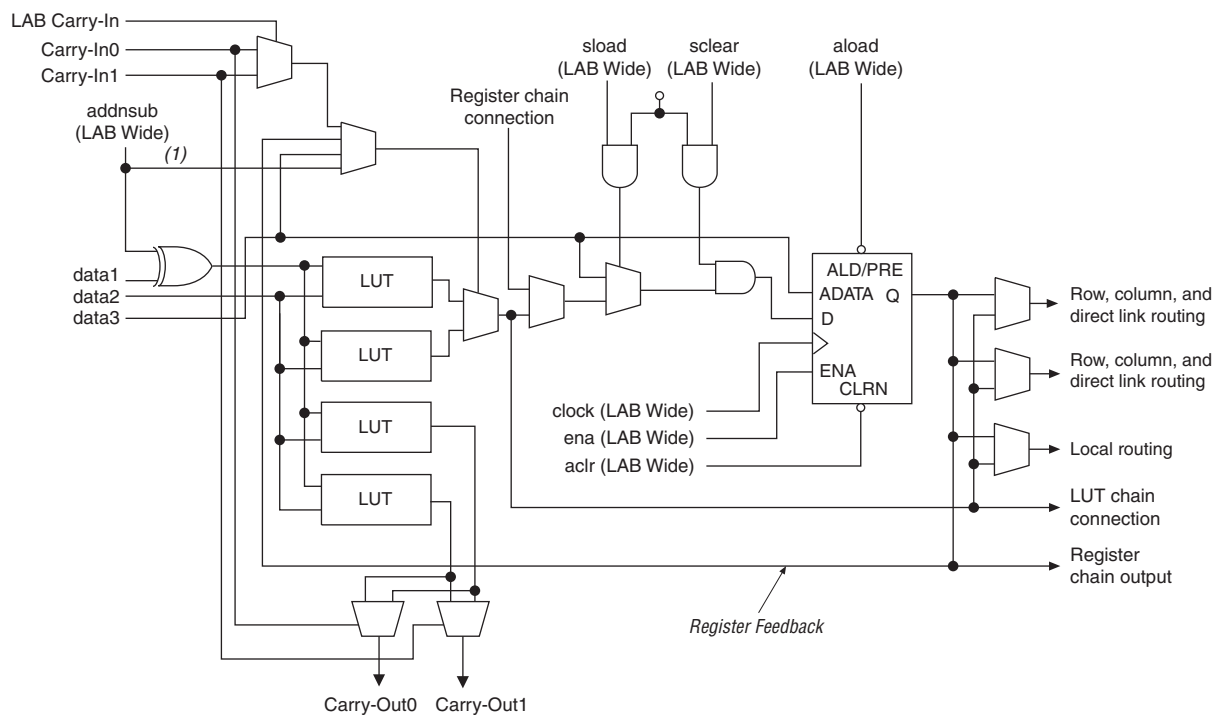 LAB Carry-In
Carry-In0
Carry-In1
addnsub
(LAB Wide)
(1)
Register chain
connection
sload
(LAB Wide)
sclear
(LAB Wide)
aload
(LAB Wide)
data1
data2
data3
LUT
LUT
LUT
LUT
ALD/PRE
ADATA
Q
D
ENA
CLRN
clock (LAB Wide)
ena (LAB Wide)
aclr (LAB Wide)
Row, column, and
direct link routing
Row, column, and
direct link routing
Local routing
LUT chain
connection
Register
chain output
Register Feedback
Carry-Out0
Carry-Out1